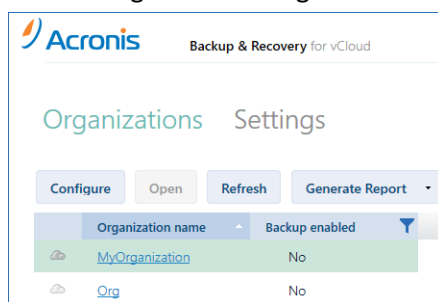 Acronis Backup & Recovery for vCloud
Organizations Settings
Configure Open Refresh Generate Report
Organization name Backup enabled
MyOrganization No
Org No